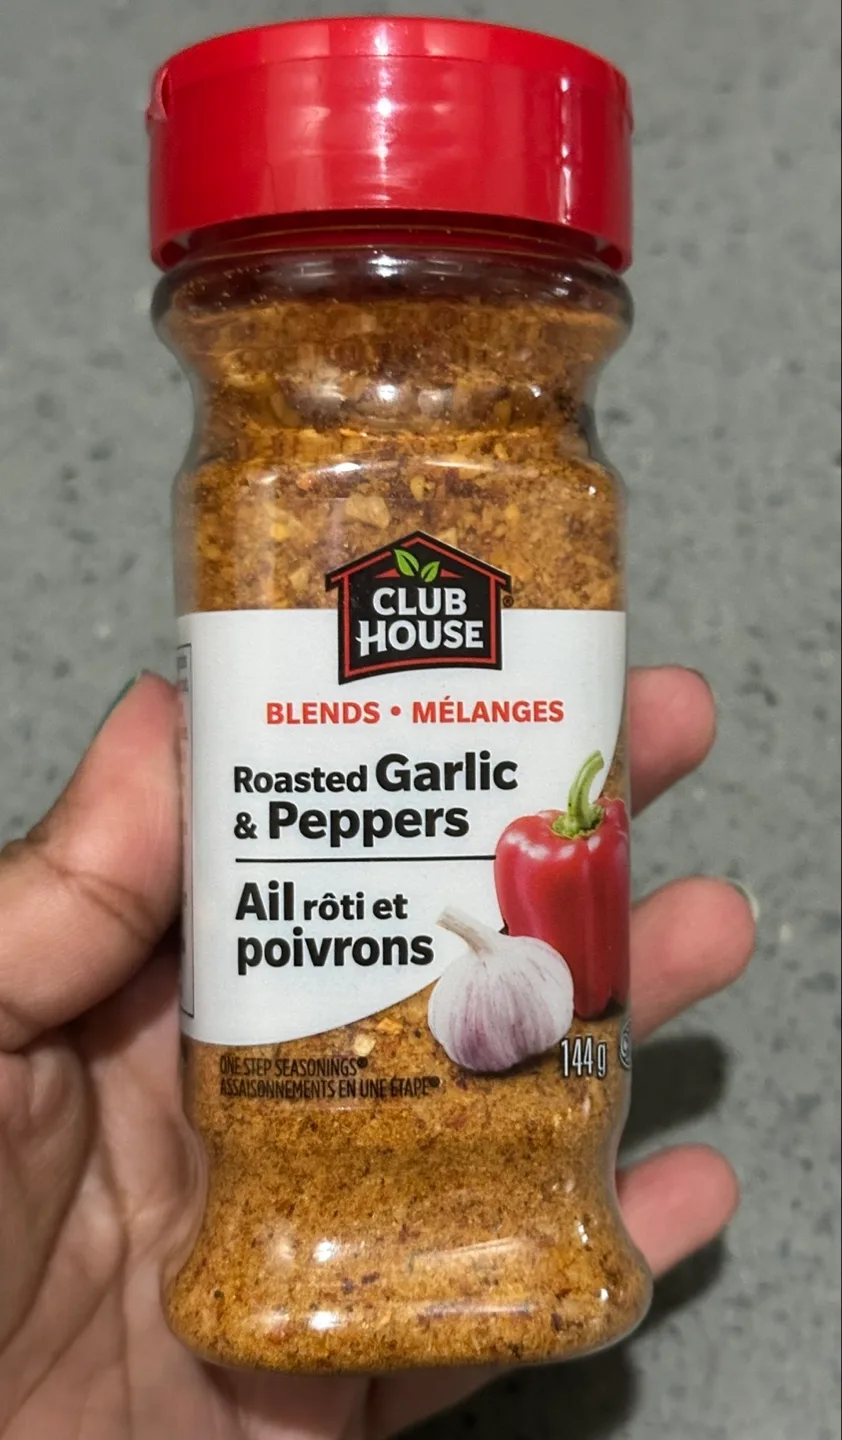 CLUB
HOUSE®
BLENDS • MÉLANGES
Roasted Garlic
& Peppers
Ail rôti et
poivrons
ONE STEP SEASONINGS®
ASSAISONNEMENTS EN UNE ÉTAPE®
144 g